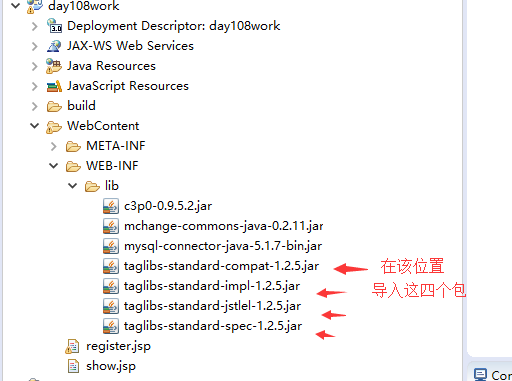 day108work
3.0 Deployment Descriptor: day108work
JAX-WS Web Services
Java Resources
JavaScript Resources
build
WebContent
META-INF
WEB-INF
lib
c3p0-0.9.5.2.jar
mchange-commons-java-0.2.11.jar
mysql-connector-java-5.1.7-bin.jar
taglibs-standard-compat-1.2.5.jar 在该位置
taglibs-standard-impl-1.2.5.jar 导入这四个包
taglibs-standard-jstlel-1.2.5.jar
taglibs-standard-spec-1.2.5.jar
register.jsp
show.jsp